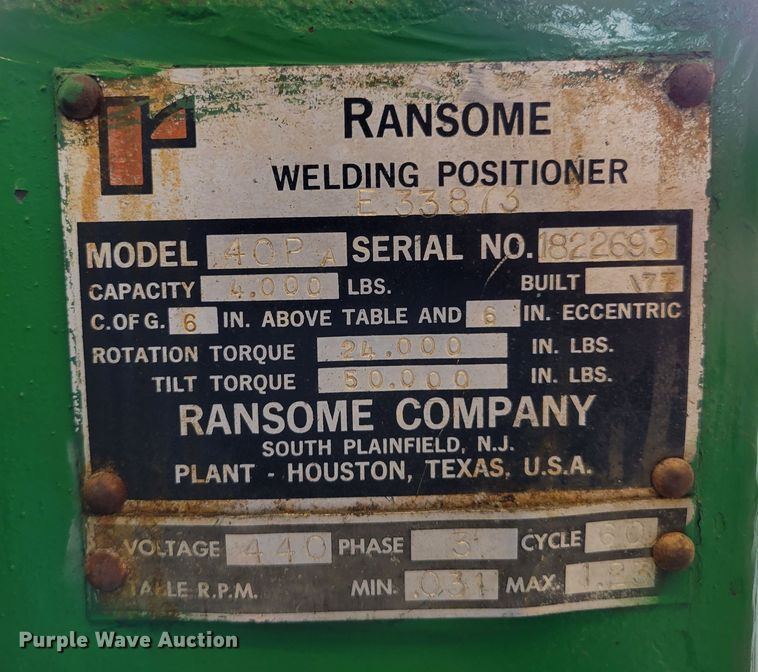 RANSOME
WELDING POSITIONER
E 33873
MODEL 40P A SERIAL NO. 1822693
CAPACITY 4,000 LBS. BUILT 77
C. OF G. 6 IN. ABOVE TABLE AND 6 IN. ECCENTRIC
ROTATION TORQUE 24,000 IN. LBS.
TILT TORQUE 50,000 IN. LBS.
RANSOME COMPANY
SOUTH PLAINFIELD, N.J.
PLANT - HOUSTON, TEXAS, U.S.A.
VOLTAGE 440 PHASE 3 CYCLE 60
TABLE R.P.M. MIN. .031 MAX. 1.23
Purple Wave Auction